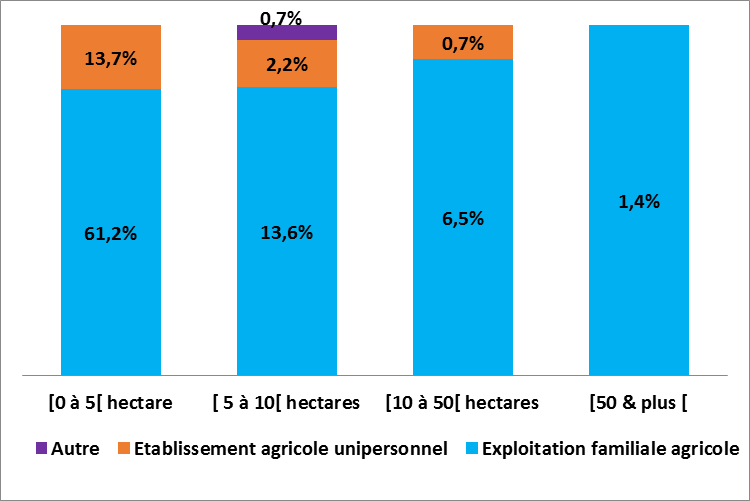 0,7%
13,7%
2,2%
0,7%
61,2%
13,6%
6,5%
1,4%
[0 à 5[ hectare
[ 5 à 10[ hectares
[10 à 50[ hectares
[50 & plus [
Autre
Etablissement agricole unipersonnel
Exploitation familiale agricole